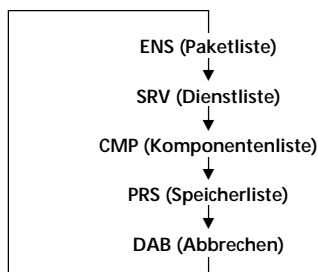 ENS (Paketliste)
SRV (Dienstliste)
CMP (Komponentenliste)
PRS (Speicherliste)
DAB (Abbrechen)